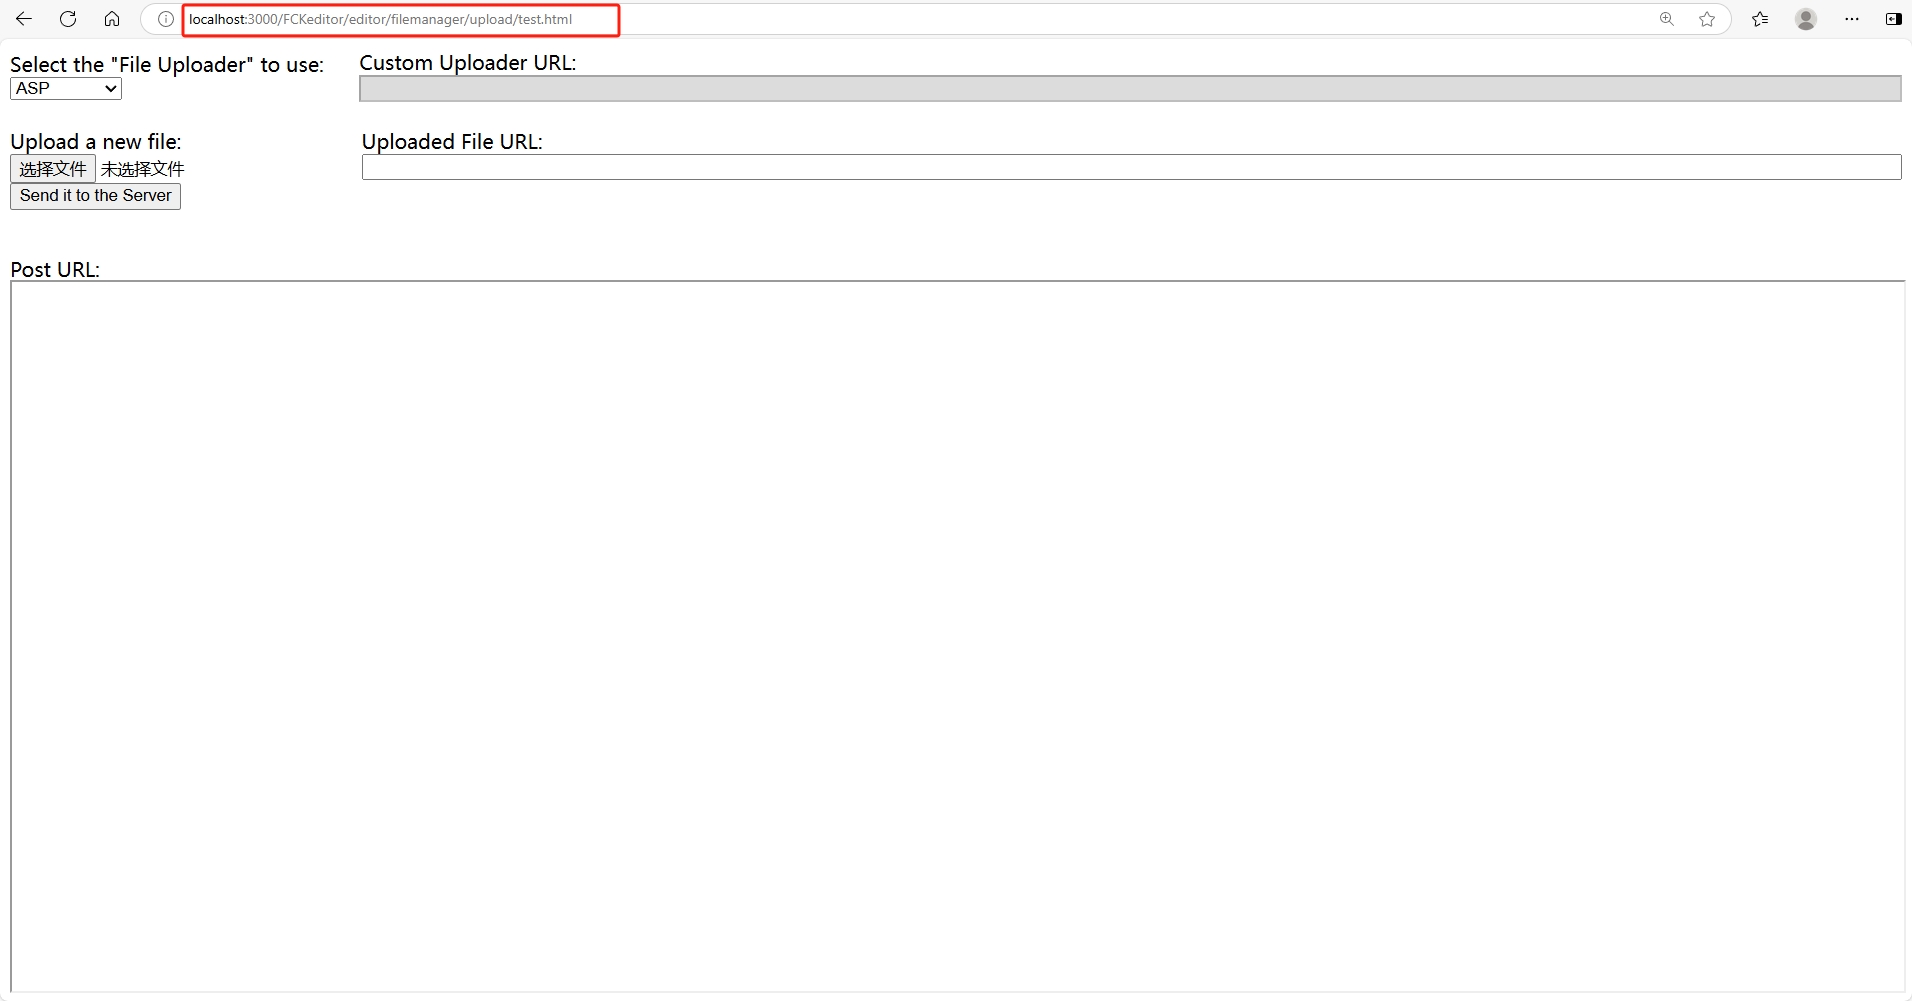 localhost:3000/FCKeditor/editor/filemanager/upload/test.html
Select the "File Uploader" to use:
Custom Uploader URL:
ASP
Upload a new file:
Uploaded File URL:
选择文件 未选择文件
Send it to the Server
Post URL: